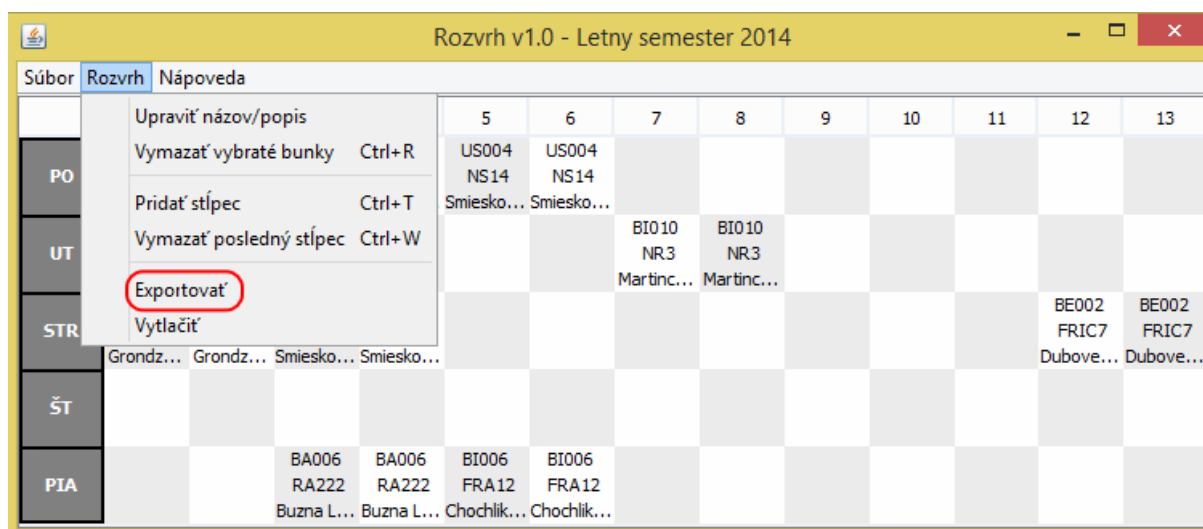 Rozvrh v1.0 - Letny semester 2014
Súbor Rozvrh Nápoveda
Upraviť názov/popis
Vymazať vybraté bunky Ctrl+R
Pridať stĺpec Ctrl+T
Vymazať posledný stĺpec Ctrl+W
Exportovať
Vytlačiť
5 6 7 8 9 10 11 12 13
PO
US004 US004
NS14 NS14
Smiesko... Smiesko...
UT
BI010 BI010
NR3 NR3
Martinc... Martinc...
STR
BE002 BE002
FRIC7 FRIC7
Grondz... Grondz... Smiesko... Smiesko... Dubove... Dubove...
ŠT
PIA
BA006 BA006 BI006 BI006
RA222 RA222 FRA12 FRA12
Buzna L... Buzna L... Chochlik... Chochlik...